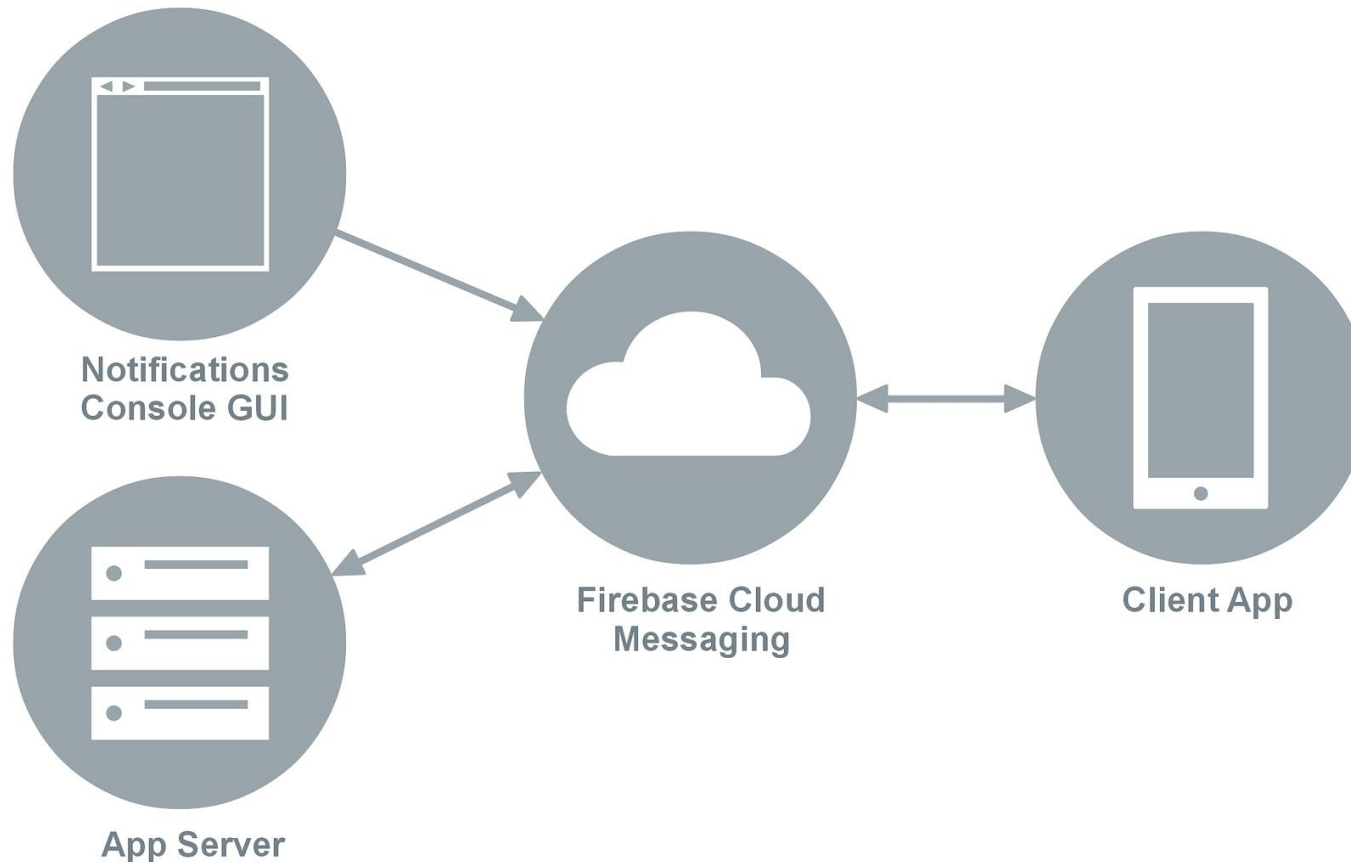 Notifications
Console GUI
Firebase Cloud
Messaging
Client App
App Server